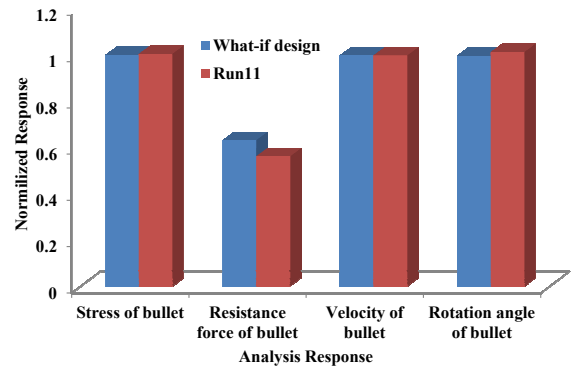 1.2
1
0.8
0.6
0.4
0.2
0
Normilized Response
What-if design
Run11
Stress of bullet
Resistance
force of bullet
Velocity of
bullet
Rotation angle
of bullet
Analysis Response